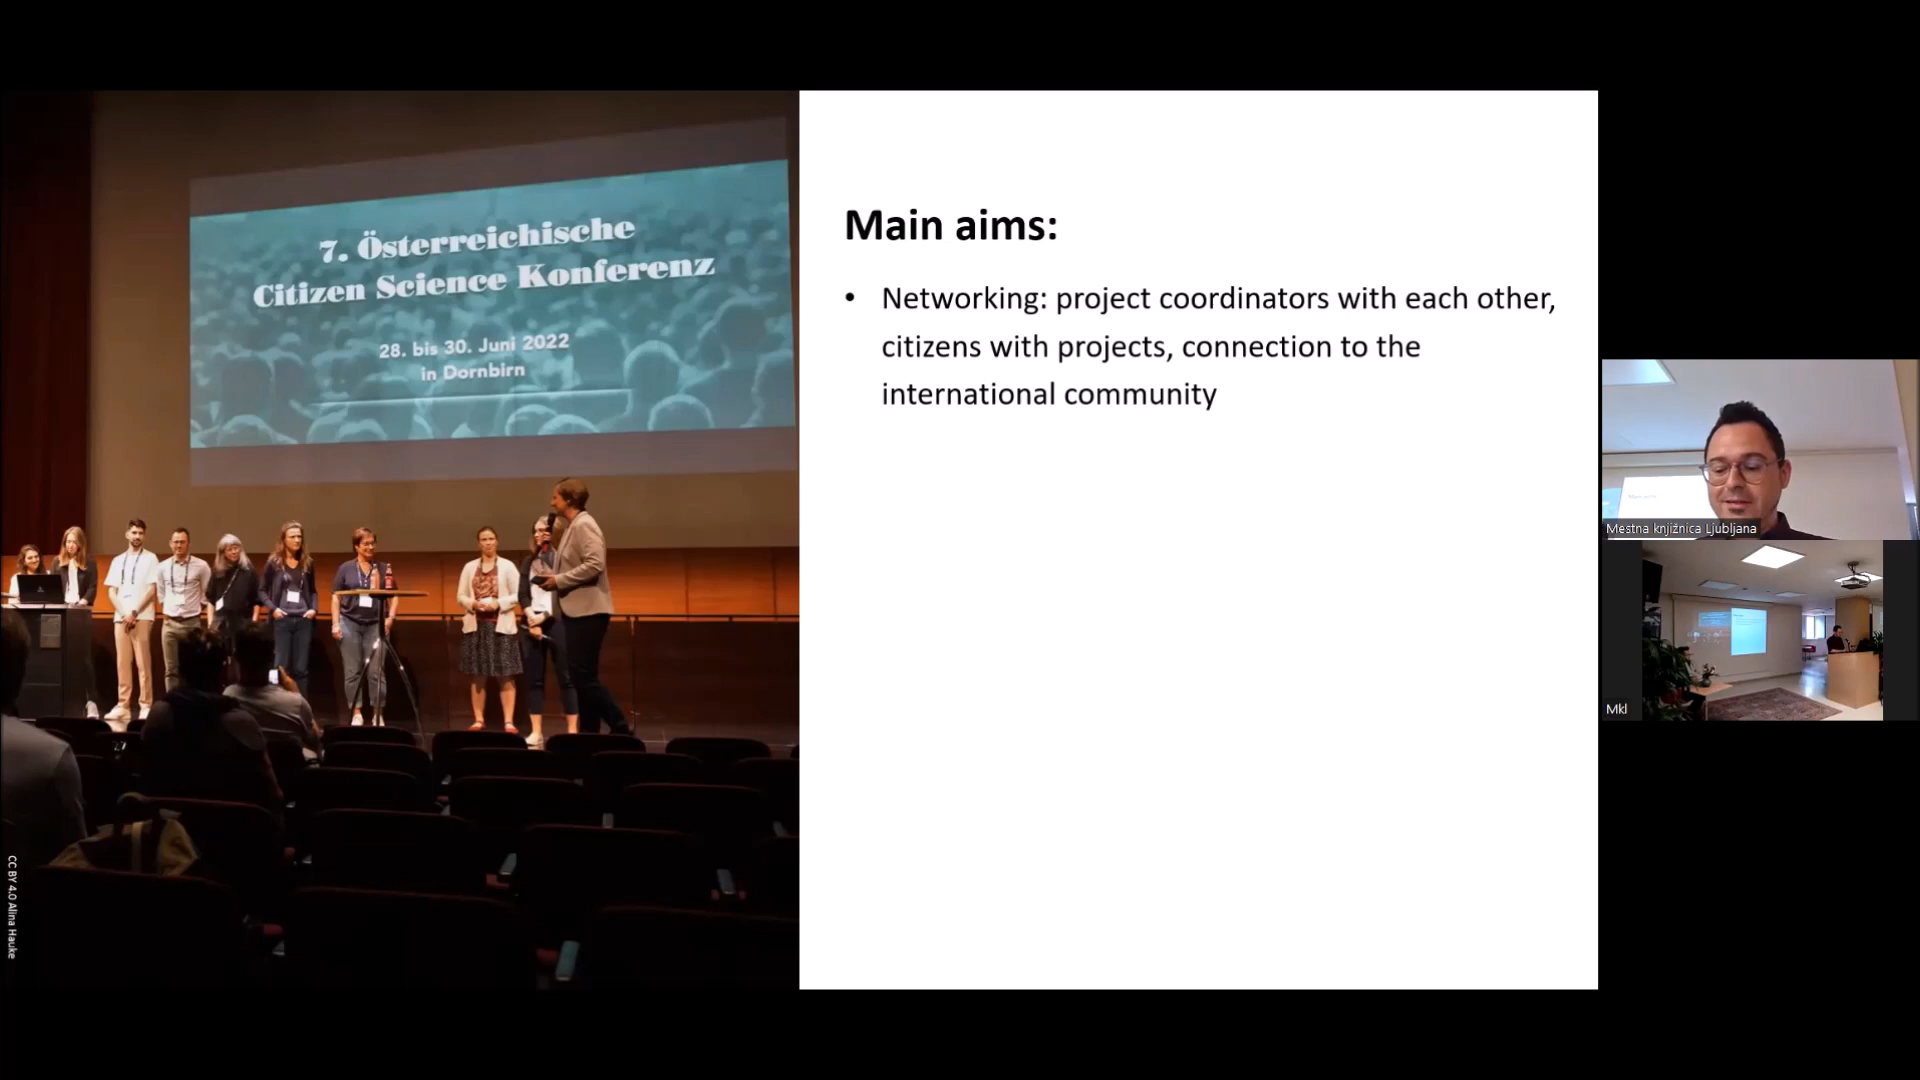 7. Österreichische
Citizen Science Konferenz
28. bis 30. Juni 2022
in Dornbirn
CC BY 4.0 Alina Hauke
Main aims:
• Networking: project coordinators with each other,
citizens with projects, connection to the
international community
Mestna knjižnica Ljubljana
Mkl